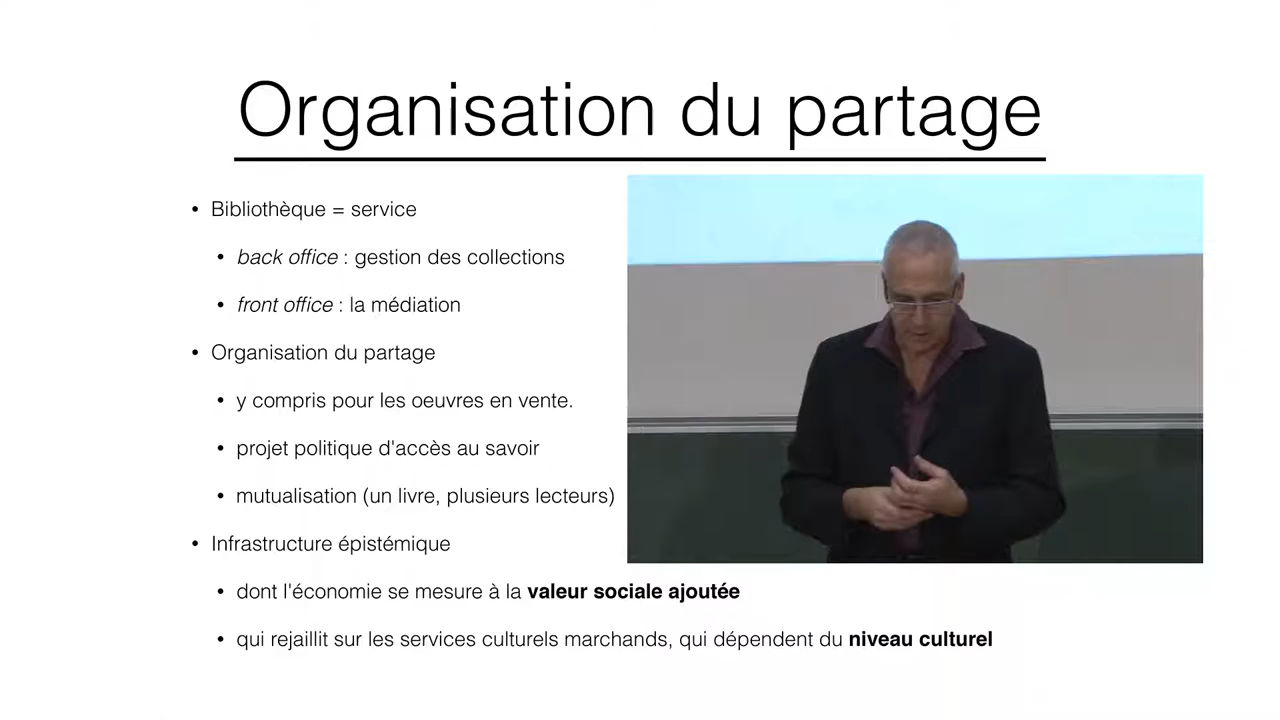 Organisation du partage
• Bibliothèque = service
• back office : gestion des collections
• front office : la médiation
• Organisation du partage
• y compris pour les oeuvres en vente.
• projet politique d'accès au savoir
• mutualisation (un livre, plusieurs lecteurs)
• Infrastructure épistémique
• dont l'économie se mesure à la valeur sociale ajoutée
• qui rejaillit sur les services culturels marchands, qui dépendent du niveau culturel